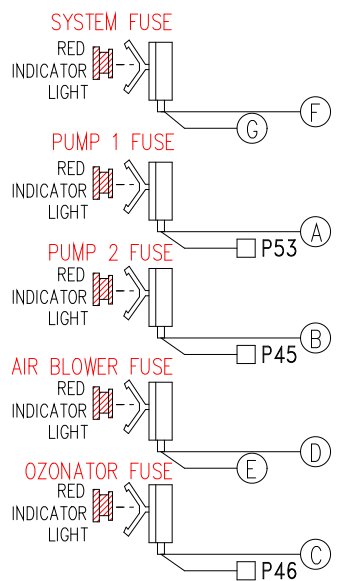 SYSTEM FUSE
RED
INDICATOR
LIGHT
F
G
PUMP 1 FUSE
RED
INDICATOR
LIGHT
A
P53
PUMP 2 FUSE
RED
INDICATOR
LIGHT
B
P45
AIR BLOWER FUSE
RED
INDICATOR
LIGHT
D
E
OZONATOR FUSE
RED
INDICATOR
LIGHT
C
P46